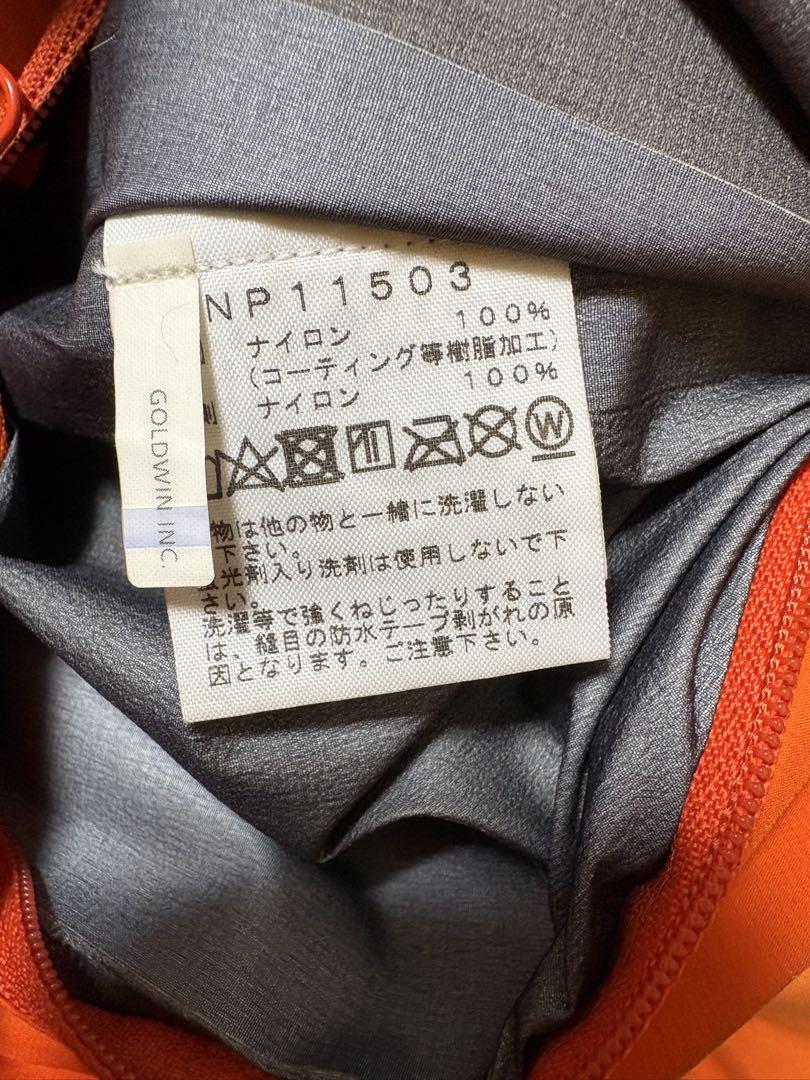 NP11503
ナイロン 100%
(コーティング等樹脂加工)
ナイロン 100%
W
物は他の物と一緒に洗濯しない
下さい。
光剤入り洗剤は使用しないで下
さい。
洗濯等で強くねじったりすること
は、縫目の防水テープ剥がれの原
因となります。ご注意下さい。
GOLDWIN INC.